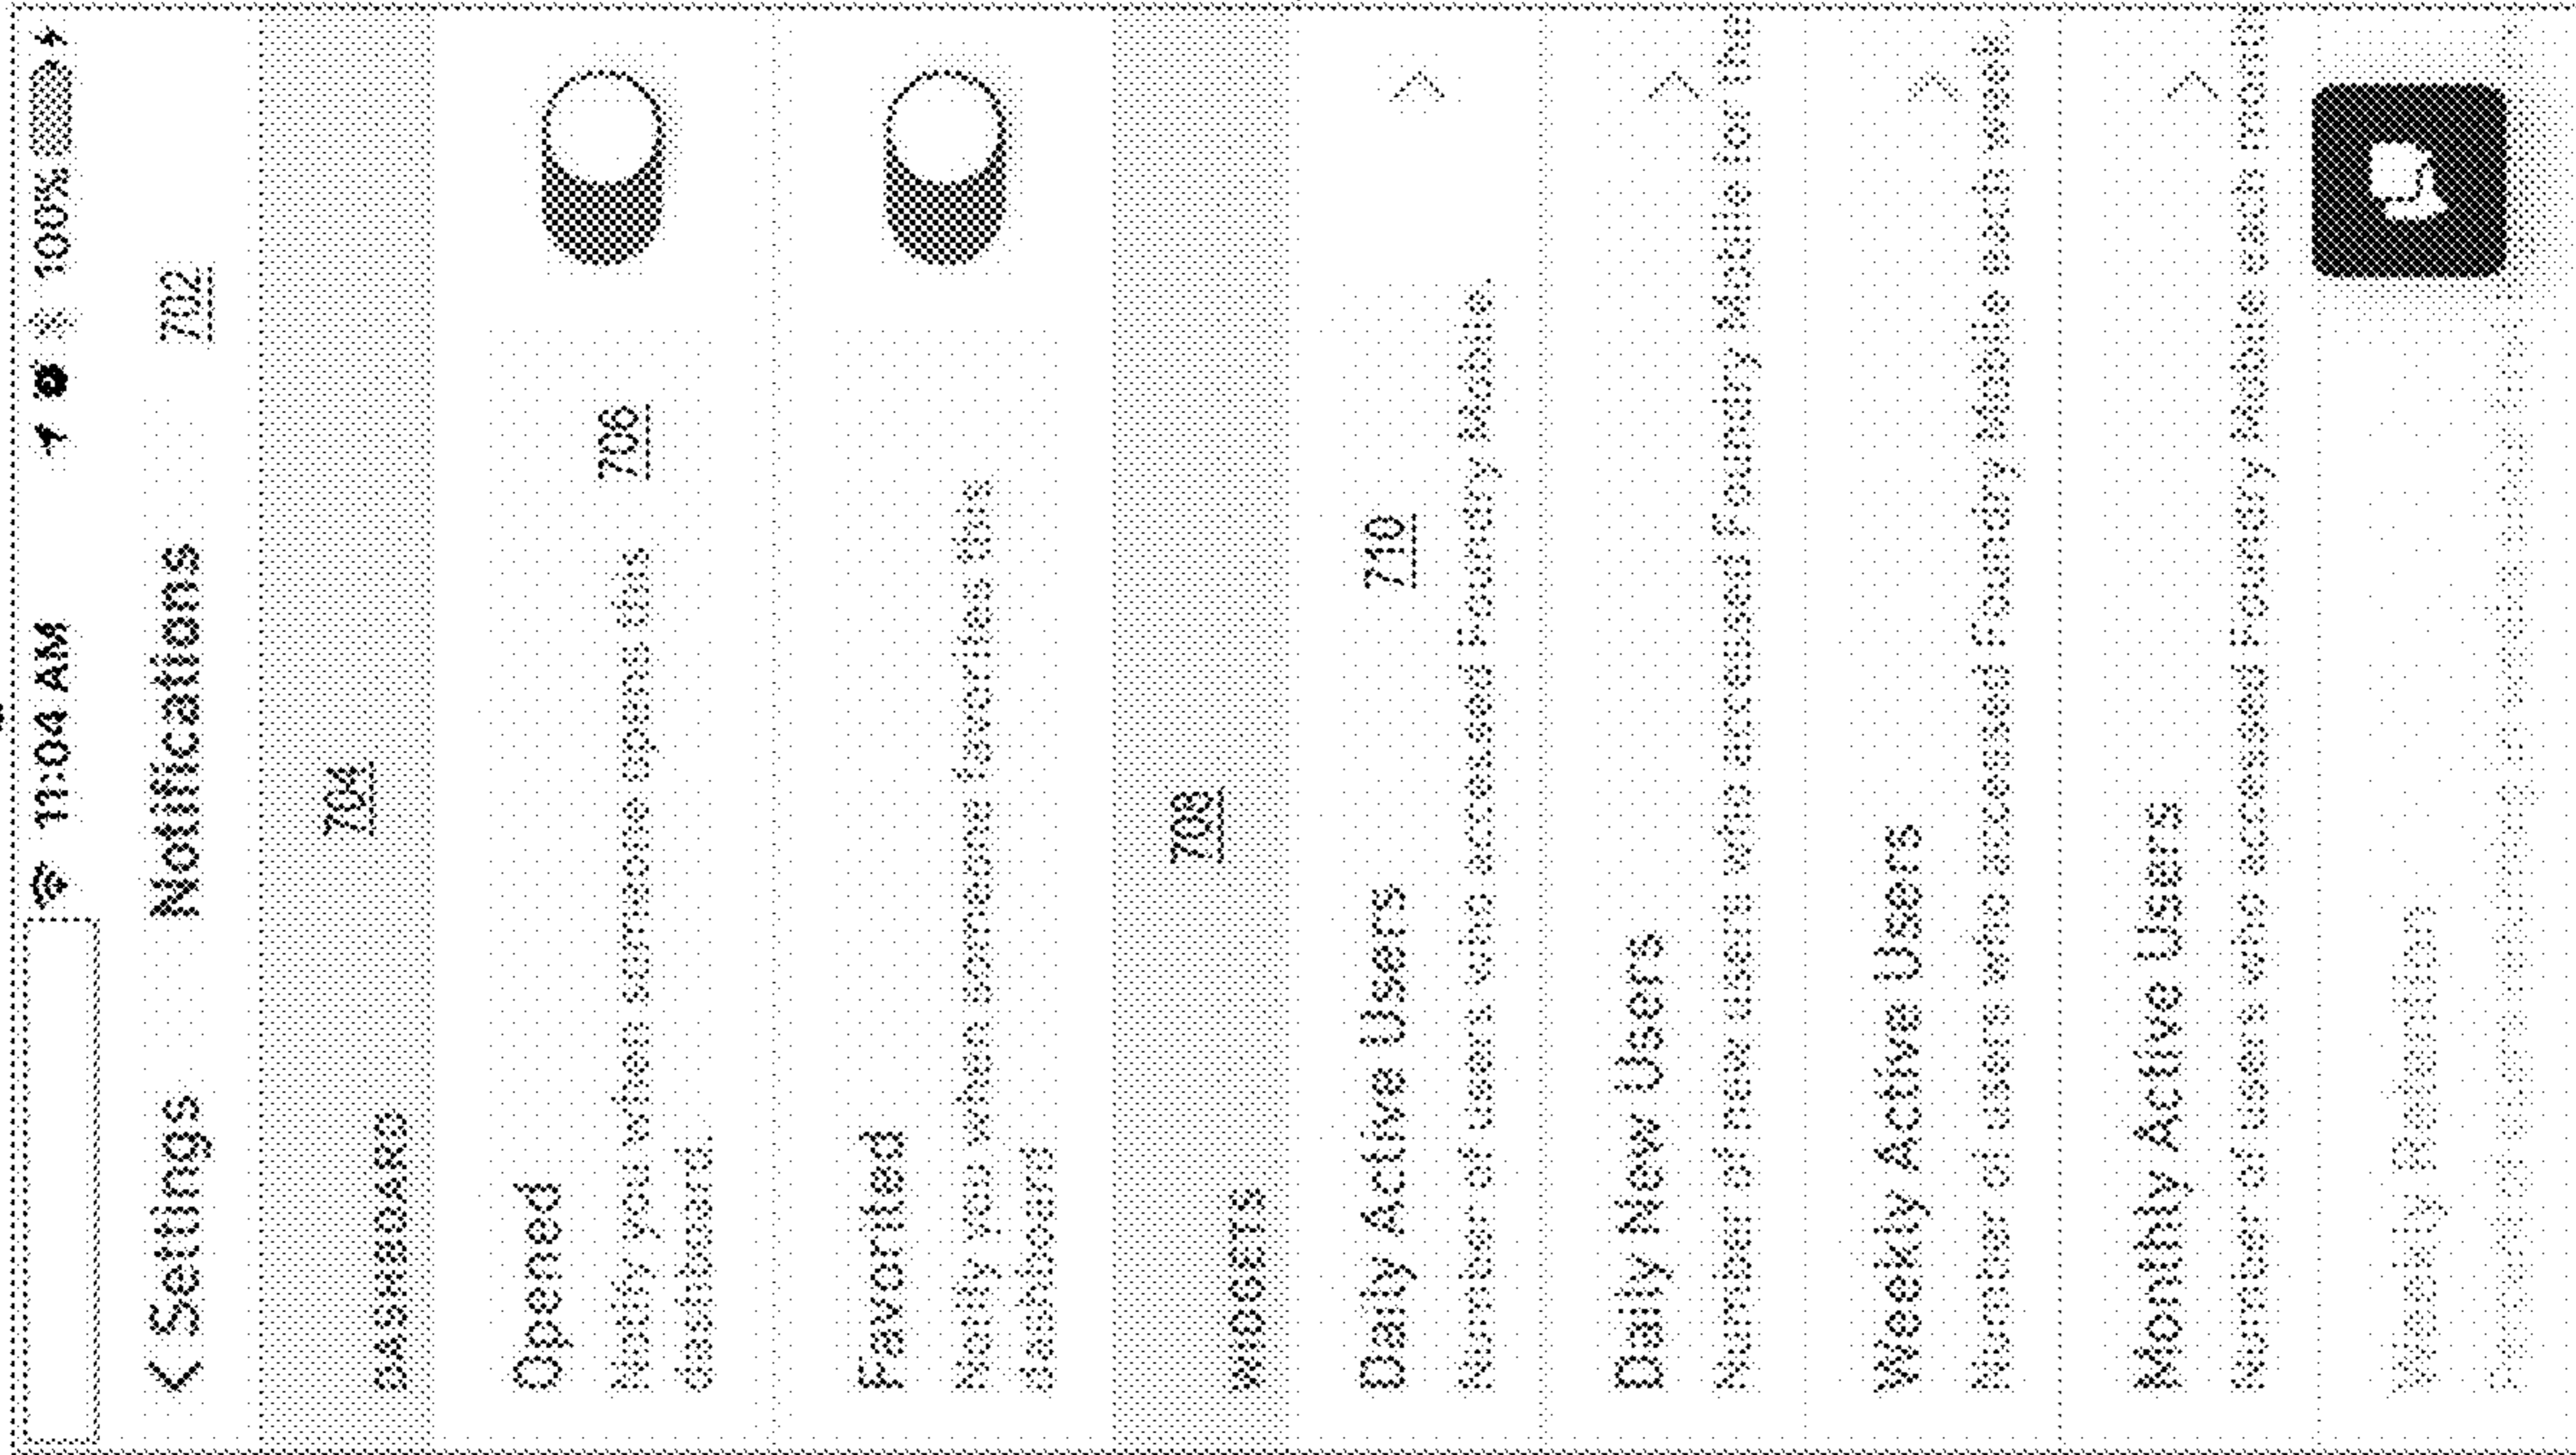 11:04 AM 100%
Settings Notifications 702
704
DASHBOARD
Opened
706
Notify you when someone opens this
dashboard.
Favorited
Notify you when someone favorites this
dashboard.
708
WIDGETS
Daily Active Users 710
Number of users who accessed Foundry Mobile.
Daily New Users
Number of new users who accessed Foundry Mobile for the
Weekly Active Users
Number of users who accessed Foundry Mobile each week.
Monthly Active Users
Number of users who accessed Foundry Mobile each month
Weekly Retention